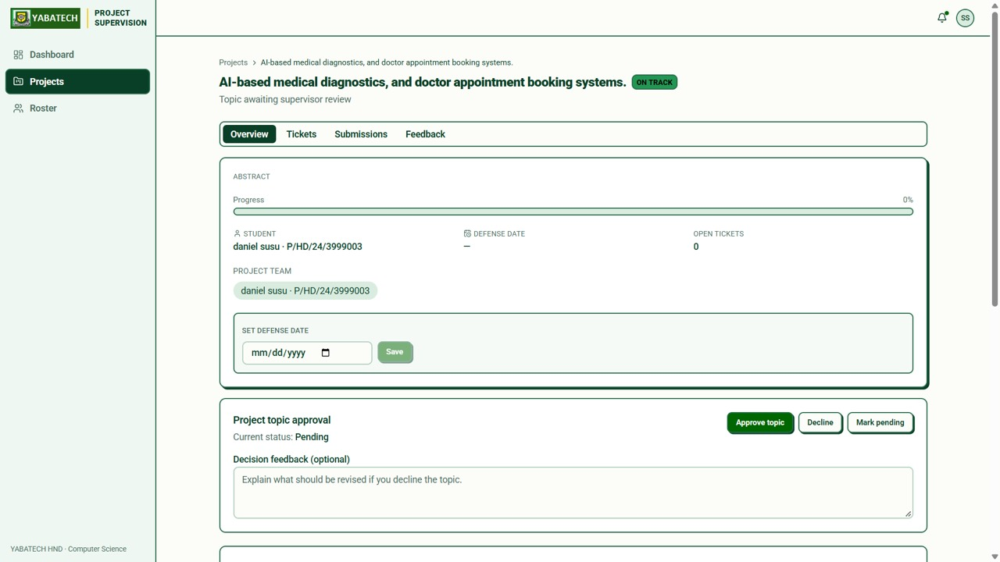 YABATECH
PROJECT
SUPERVISION
SS
Dashboard
Projects
Roster
Projects > AI-based medical diagnostics, and doctor appointment booking systems.
AI-based medical diagnostics, and doctor appointment booking systems. ON TRACK
Topic awaiting supervisor review
Overview Tickets Submissions Feedback
ABSTRACT
Progress 0%
STUDENT DEFENSE DATE OPEN TICKETS
daniel susu · P/HD/24/3999003 — 0
PROJECT TEAM
daniel susu · P/HD/24/3999003
SET DEFENSE DATE
mm/dd/yyyy Save
Project topic approval
Approve topic Decline Mark pending
Current status: Pending
Decision feedback (optional)
Explain what should be revised if you decline the topic.
YABATECH HND · Computer Science